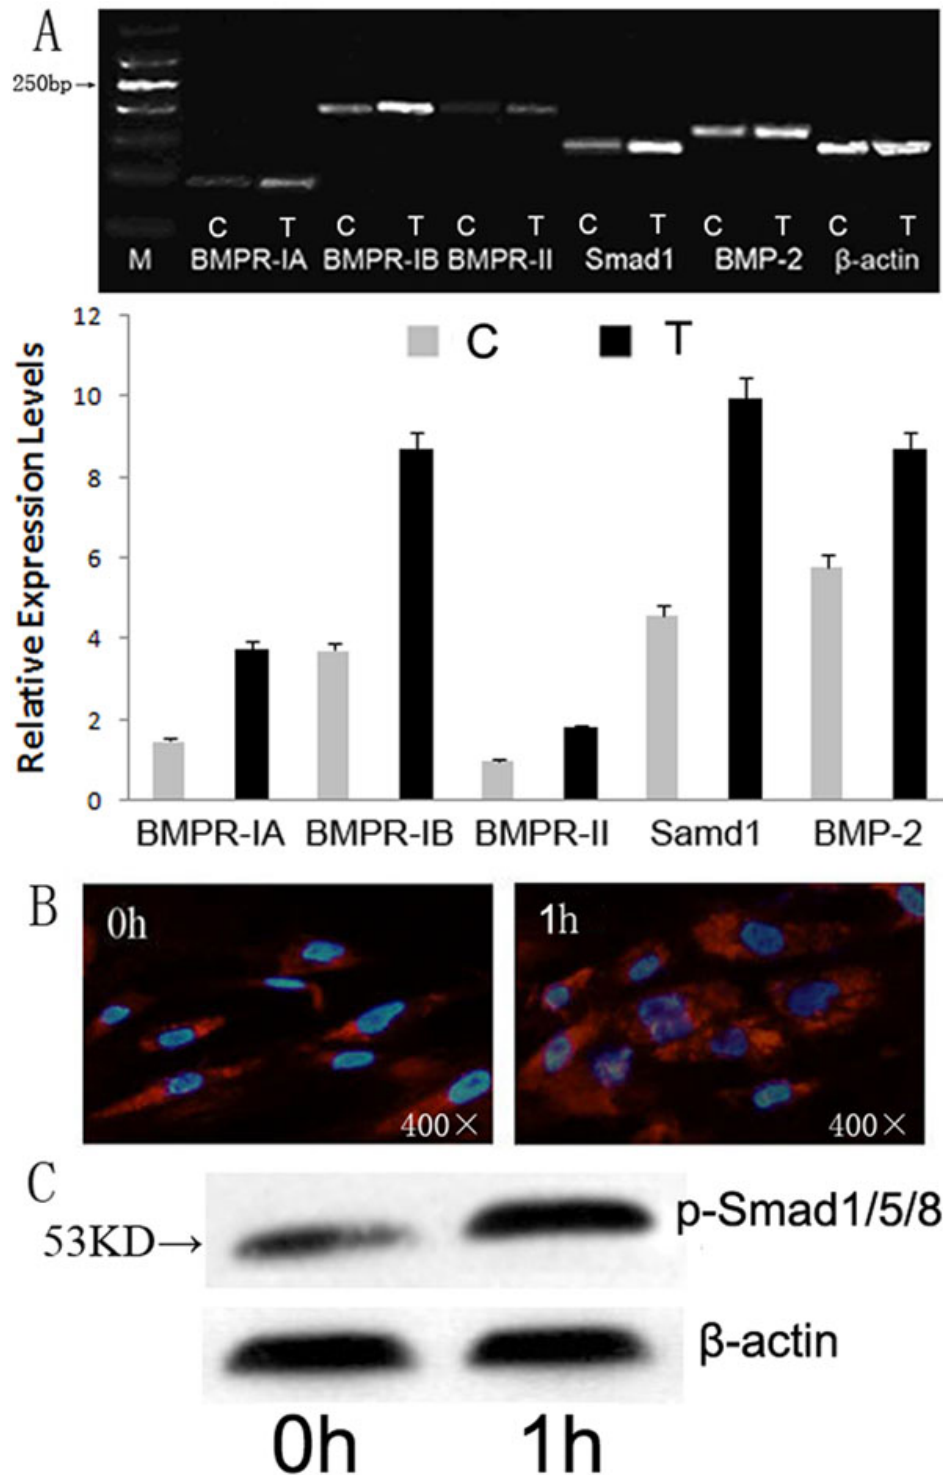 A
250bp→
C T C T C T C T C T C T
M BMPR-IA BMPR-IB BMPR-II Smad1 BMP-2 β-actin
C T
Relative Expression Levels
12
10
8
6
4
2
0
BMPR-IA BMPR-IB BMPR-II Samd1 BMP-2
B
0h 1h
400× 400×
C
53KD→ p-Smad1/5/8
β-actin
0h 1h